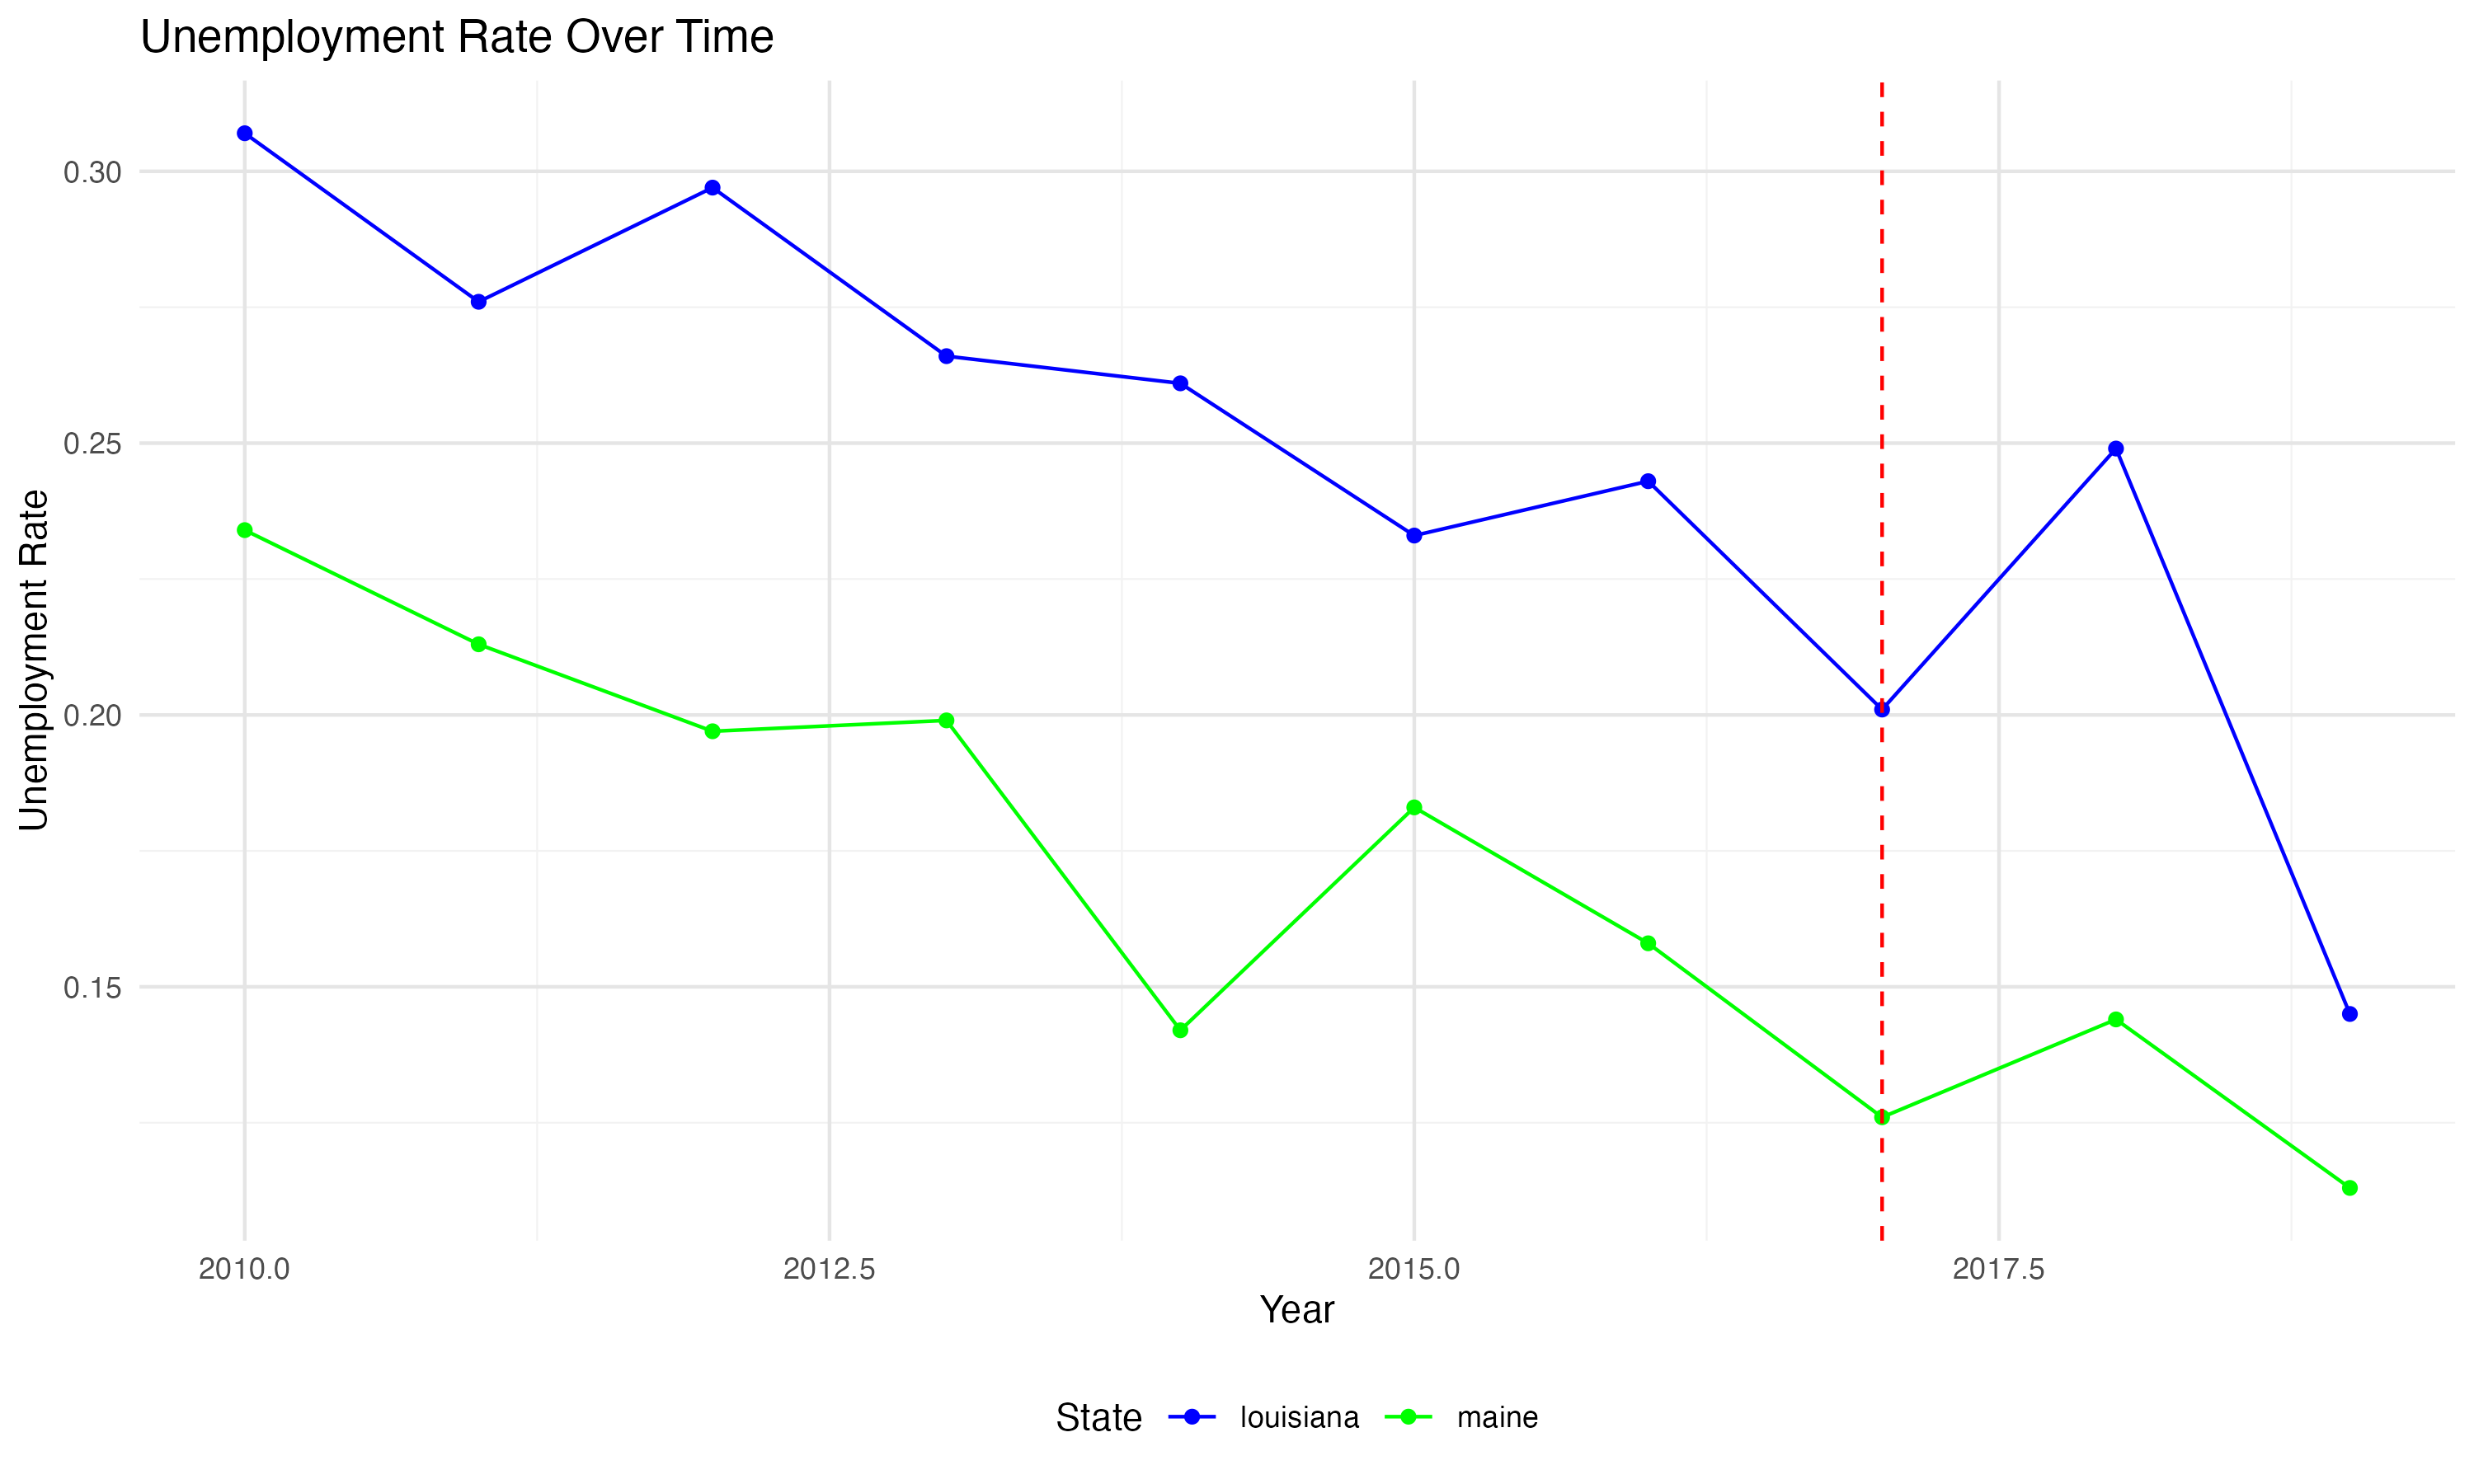 Unemployment Rate Over Time
Unemployment Rate
0.30
0.25
0.20
0.15
2010.0 2012.5 2015.0 2017.5
Year
State louisiana maine